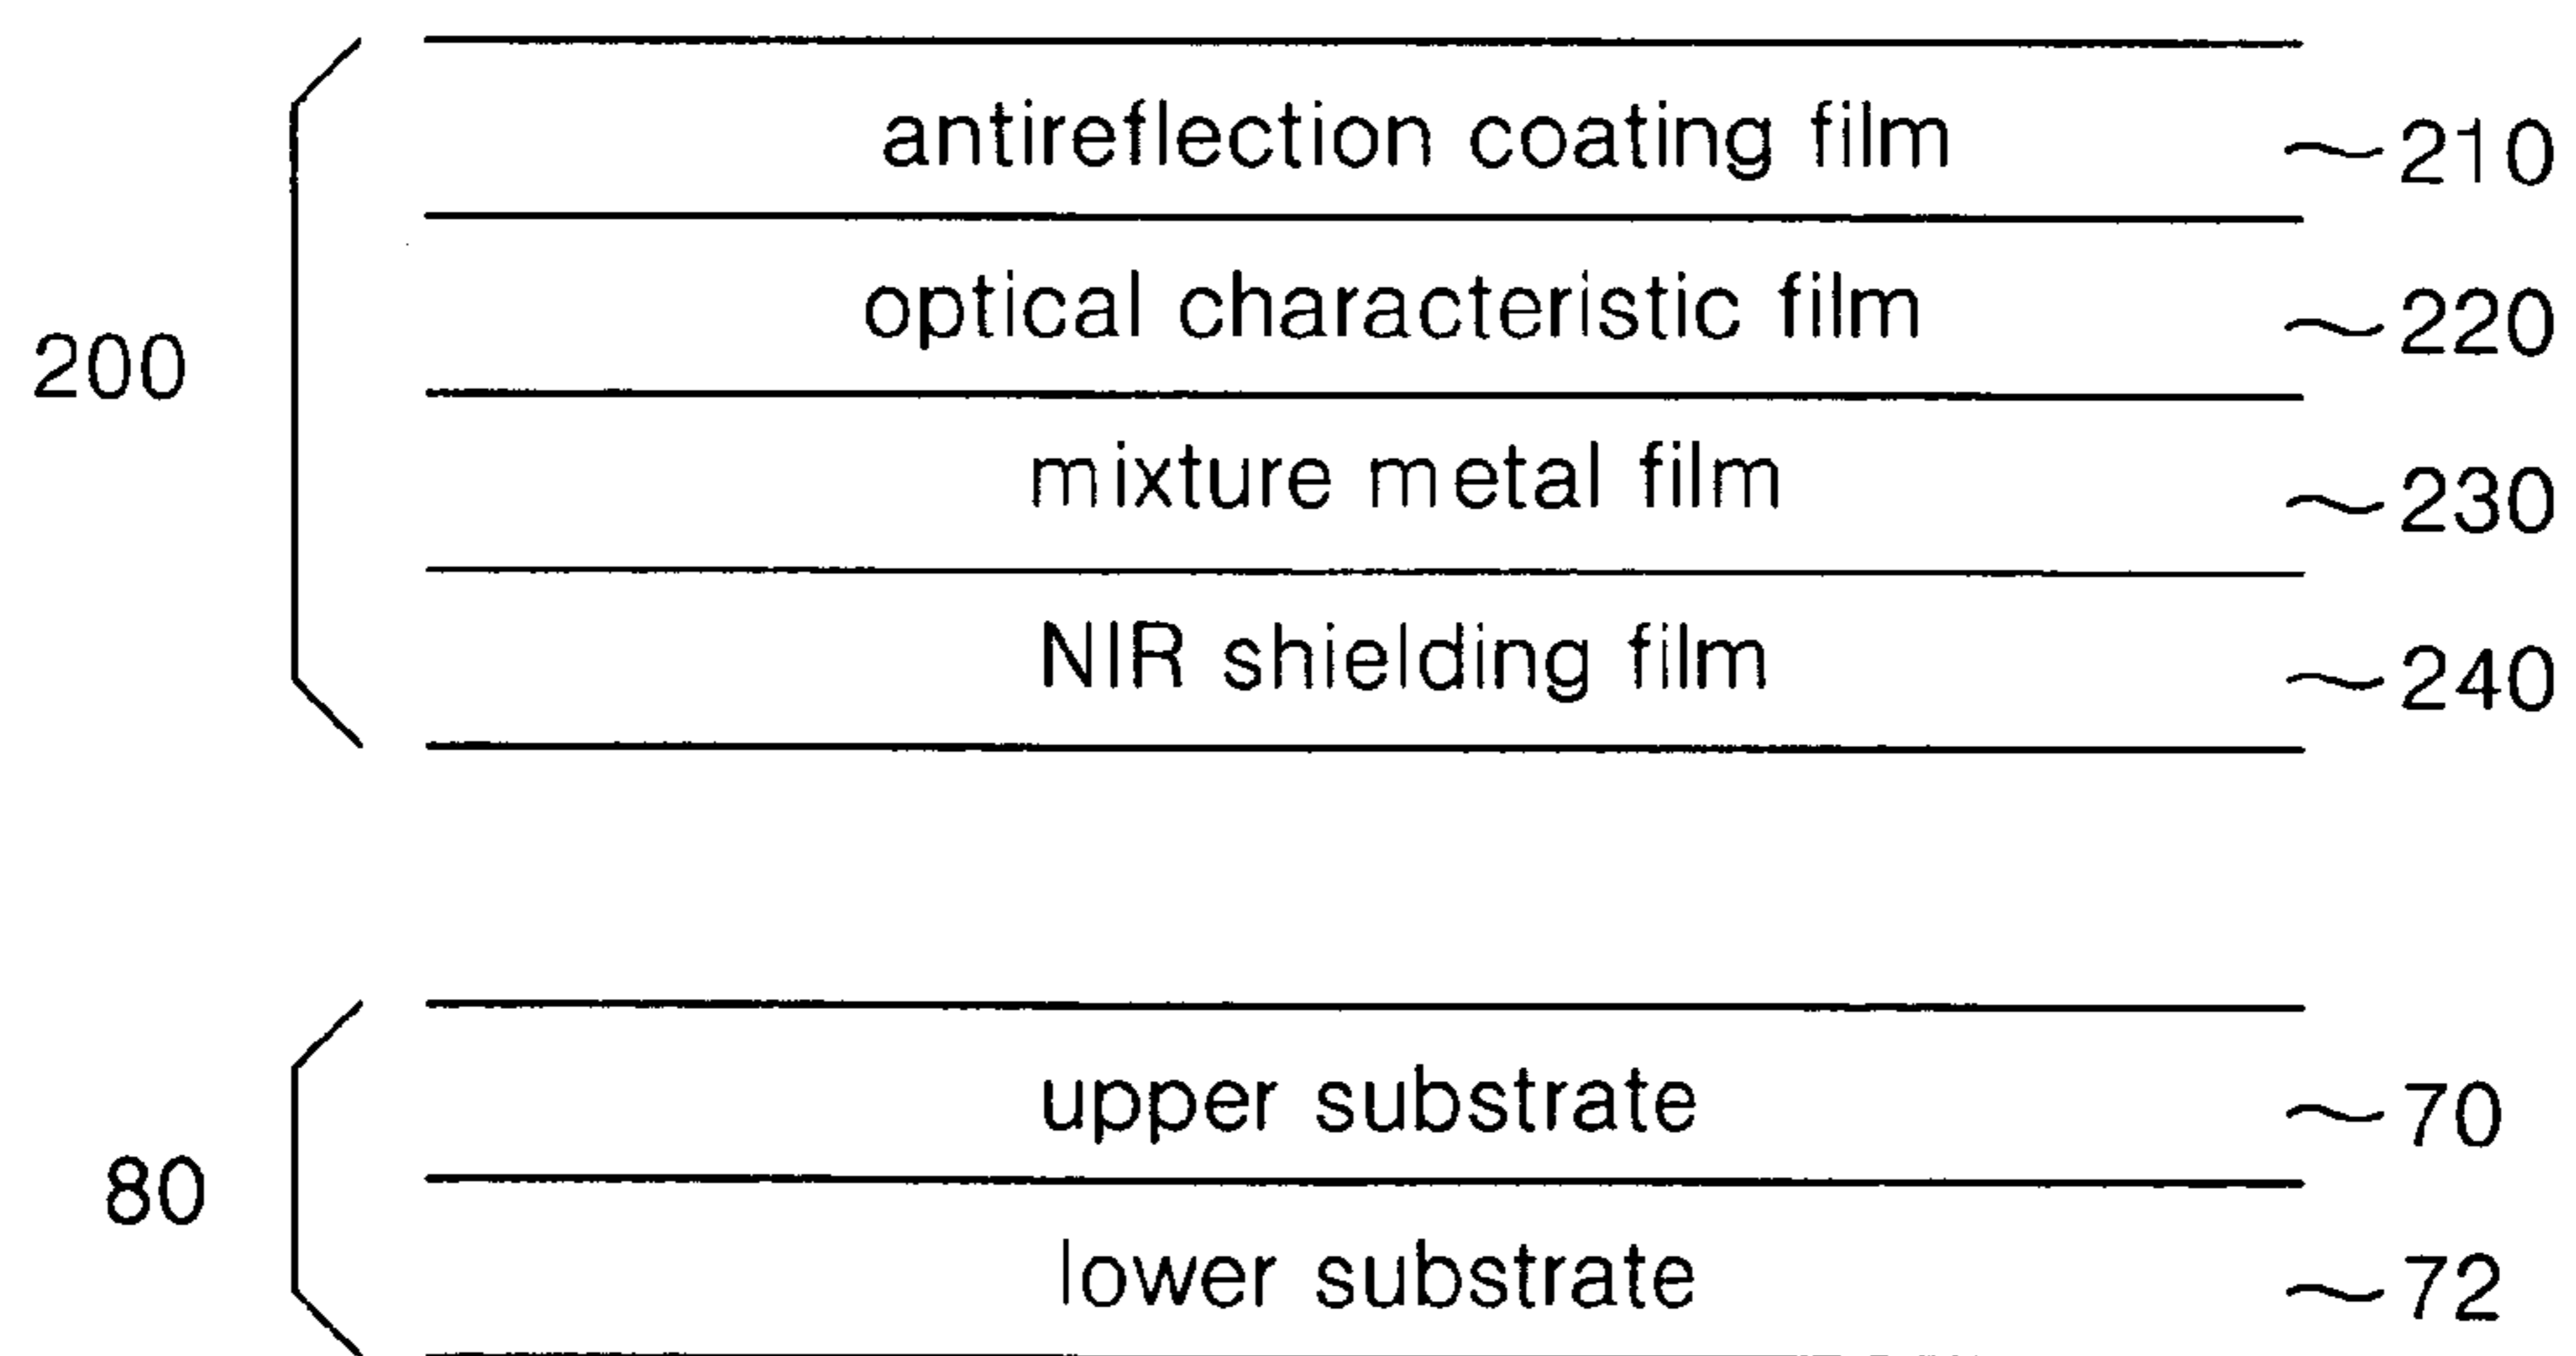 antireflection coating film ~210
optical characteristic film ~220
200
mixture metal film ~230
NIR shielding film ~240
upper substrate ~70
80
lower substrate ~72